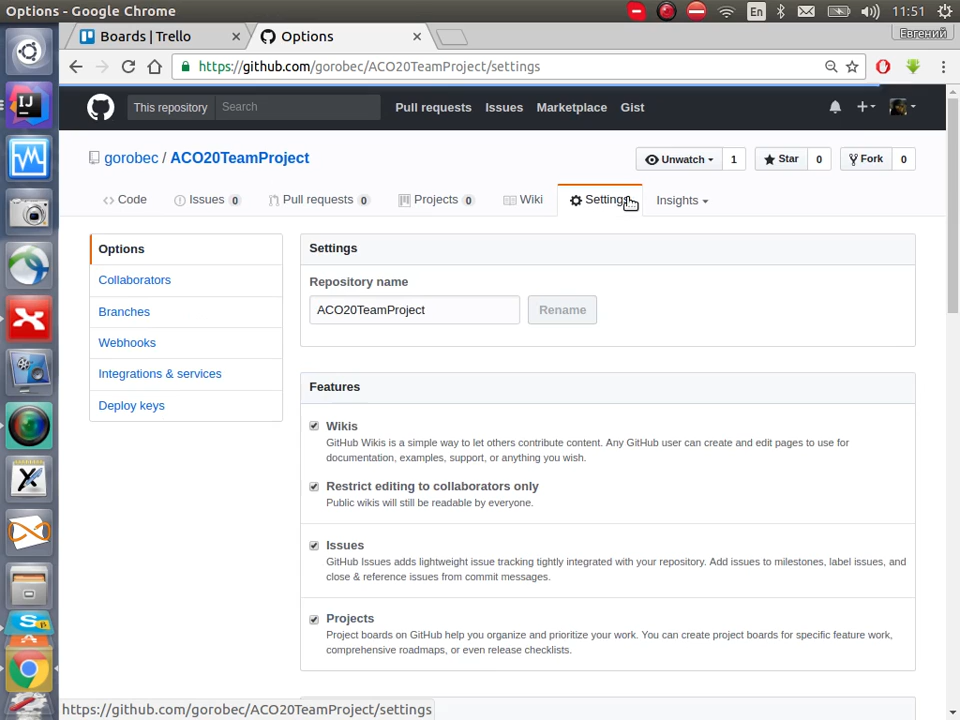 Options - Google Chrome
En
11:51
Boards | Trello
Options
Евгений
https://github.com/gorobec/ACO20TeamProject/settings
This repository
Search
Pull requests
Issues
Marketplace
Gist
gorobec / ACO20TeamProject
Unwatch
1
Star
0
Fork
0
Code
Issues 0
Pull requests 0
Projects 0
Wiki
Settings
Insights
Options
Collaborators
Branches
Webhooks
Integrations & services
Deploy keys
Settings
Repository name
ACO20TeamProject
Rename
Features
Wikis
GitHub Wikis is a simple way to let others contribute content. Any GitHub user can create and edit pages to use for
documentation, examples, support, or anything you wish.
Restrict editing to collaborators only
Public wikis will still be readable by everyone.
Issues
GitHub Issues adds lightweight issue tracking tightly integrated with your repository. Add issues to milestones, label issues, and
close & reference issues from commit messages.
Projects
Project boards on GitHub help you organize and prioritize your work. You can create project boards for specific feature work,
comprehensive roadmaps, or even release checklists.
https://github.com/gorobec/ACO20TeamProject/settings